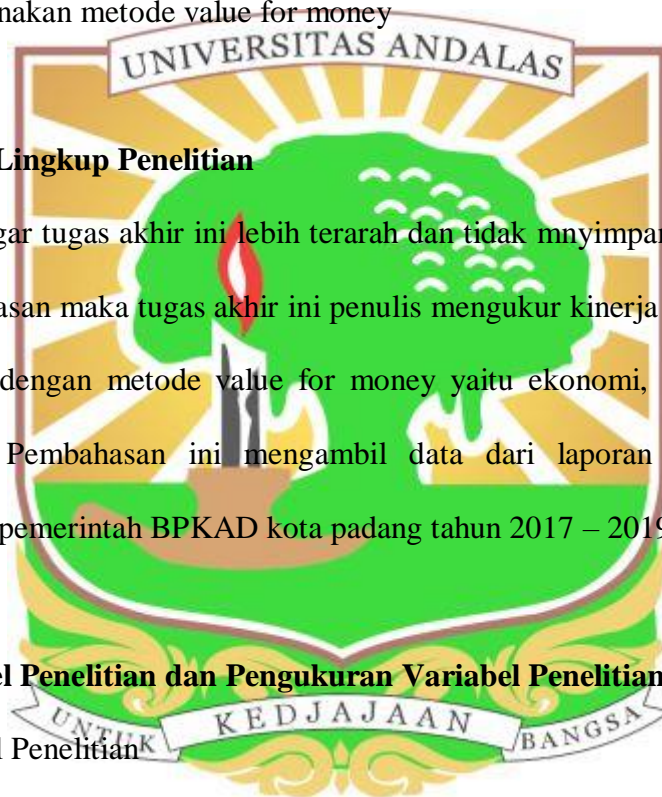 nakan metode value for money
UNIVERSITAS ANDALAS
Lingkup Penelitian
gar tugas akhir ini lebih terarah dan tidak mnyimpan
asan maka tugas akhir ini penulis mengukur kinerja
dengan metode value for money yaitu ekonomi,
Pembahasan ini mengambil data dari laporan
pemerintah BPKAD kota padang tahun 2017 – 2019
el Penelitian dan Pengukuran Variabel Penelitian
UNTUK KEDJAJAAN BANGSA
l Penelitian